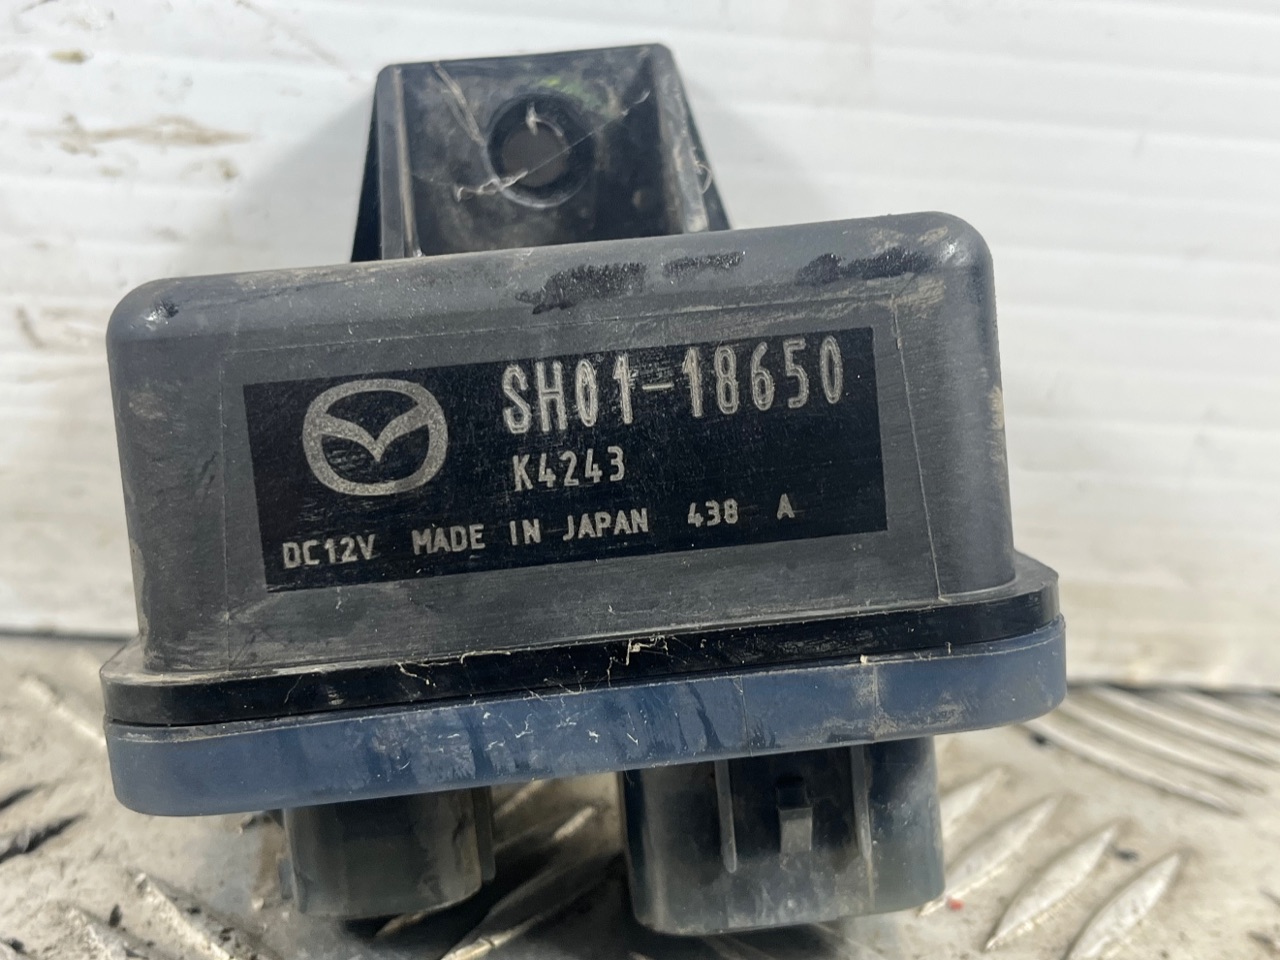 SH01-18650
K4243
DC12V MADE IN JAPAN 438 A